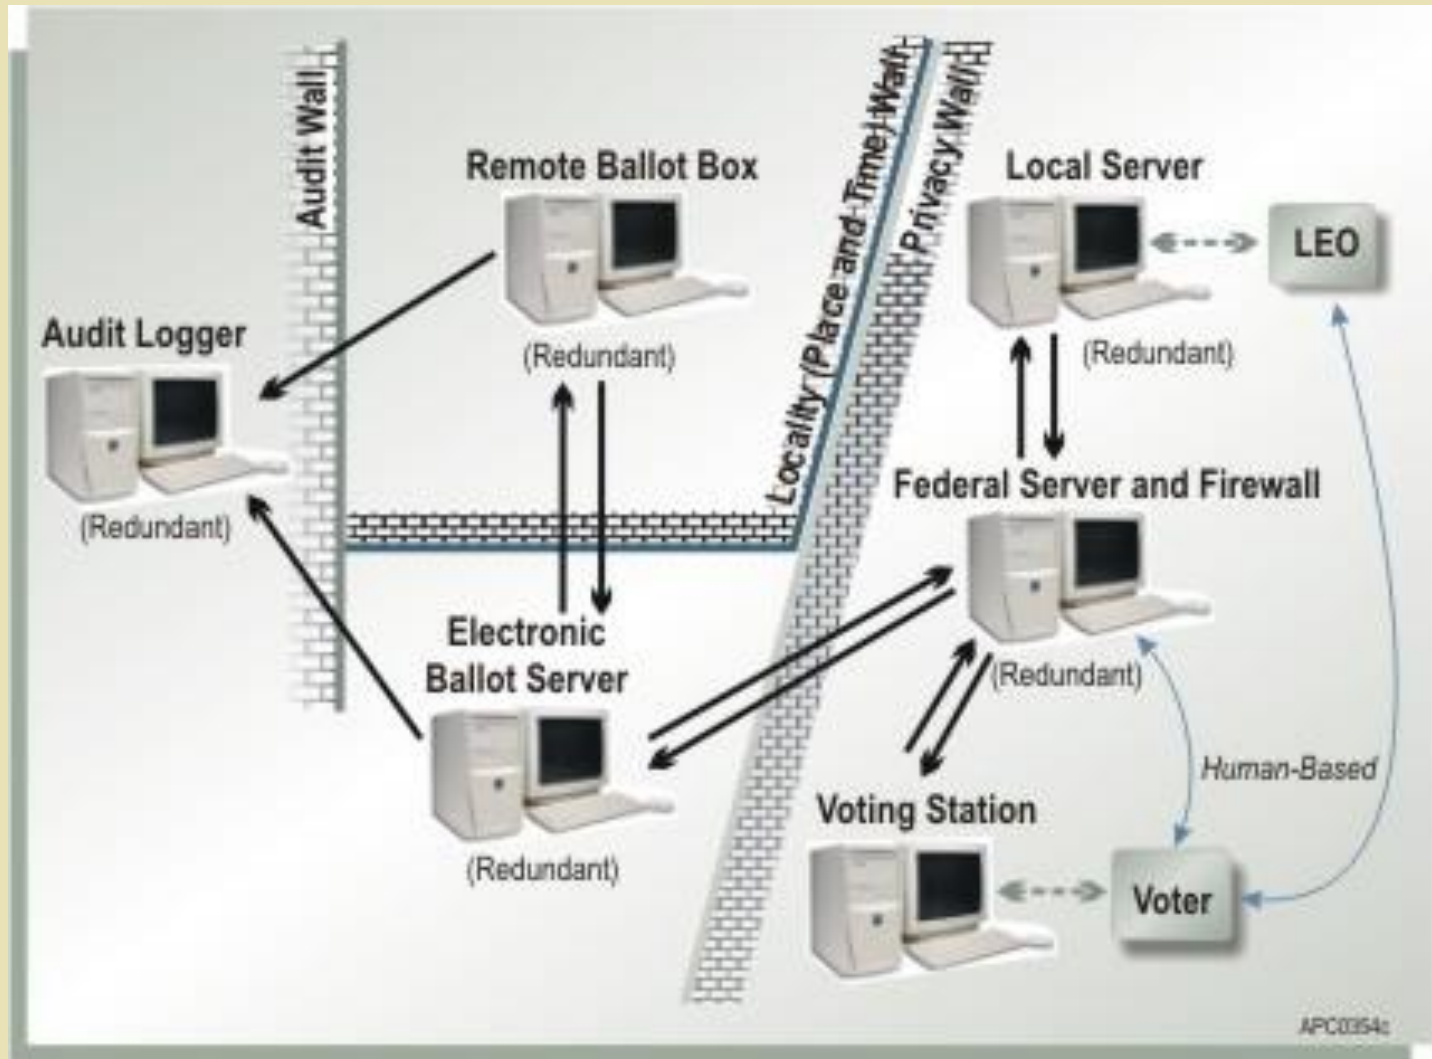 Audit Wall
Locality (Place and Time) Wall
Privacy Wall
Remote Ballot Box
(Redundant)
Local Server
(Redundant)
LEO
Audit Logger
(Redundant)
Federal Server and Firewall
(Redundant)
Electronic
Ballot Server
(Redundant)
Human-Based
Voting Station
Voter
APC0354c